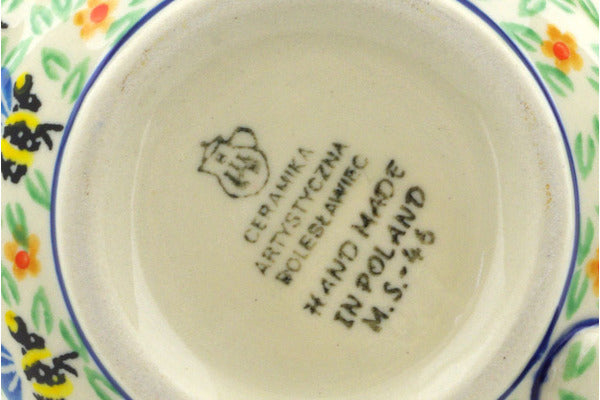 CERAMIKA
ARTYSTYCZNA
BOLESŁAWIEC
HAND MADE
IN POLAND
M.S.-46